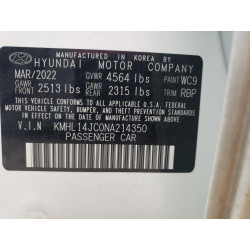 MANUFACTURED IN KOREA BY
HYUNDAI MOTOR COMPANY
MAR/2022 GVWR 4564 lbs PAINT WC9
GAWR FRONT 2513 lbs GAWR REAR 2315 lbs TRIM RBP
THIS VEHICLE CONFORMS TO ALL APPLICABLE U.S. FEDERAL
MOTOR VEHICLE SAFETY, BUMPER, AND THEFT PREVENTION
STANDARDS IN EFFECT ON THE DATE OF MANUFACTURE
SHOWN ABOVE.
V.I.N KMHL14JC0NA214350
PASSENGER CAR